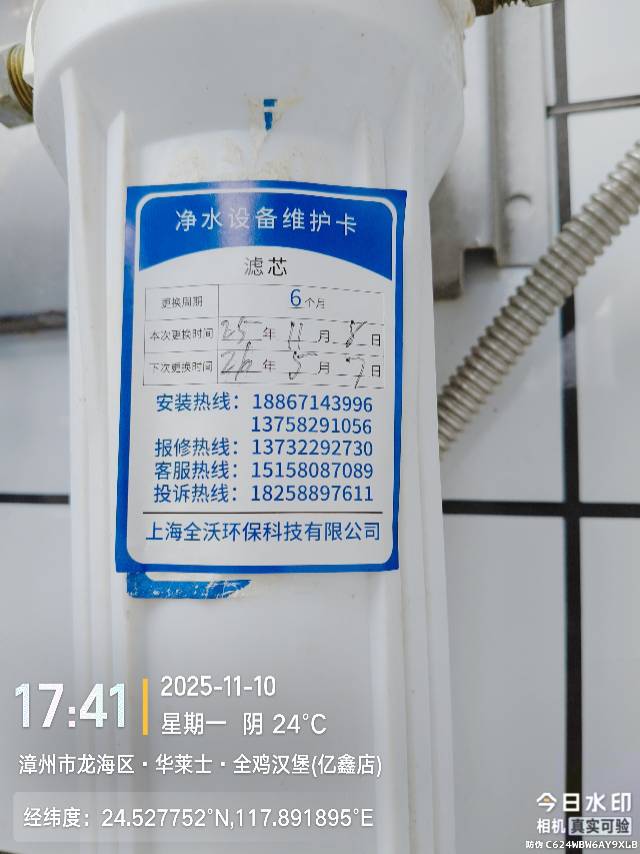 净水设备维护卡
滤芯
更换周期 6个月
本次更换时间 25年 11月 8日
下次更换时间 26年 5月 7日
安装热线：18867143996
13758291056
报修热线：13732292730
客服热线：15158087089
投诉热线：18258897611
上海全沃环保科技有限公司
17:41
2025-11-10
星期一 阴 24°C
漳州市龙海区·华莱士·全鸡汉堡(亿鑫店)
经纬度：24.527752°N,117.891895°E
今日水印
相机 真实可验
防伪 C624WBW6AY9XLB